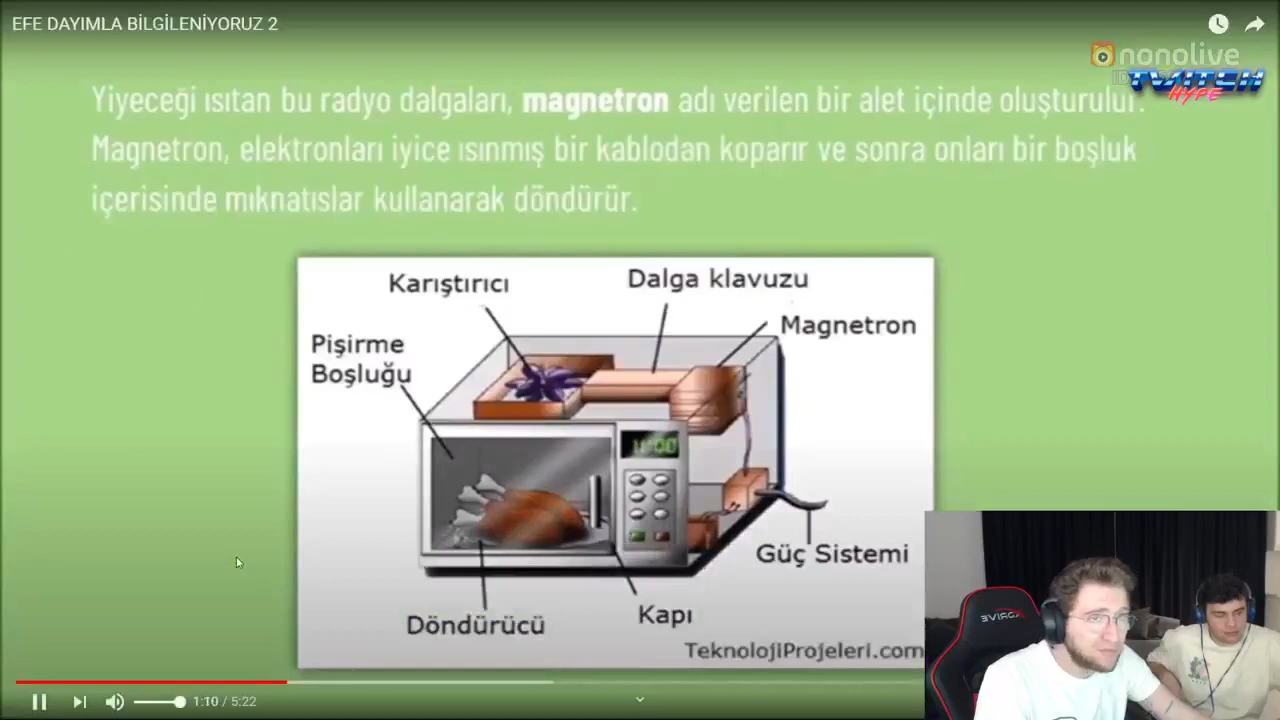 EFE DAYIMLA BİLGİLENİYORUZ 2
nonolive
TWITCH
HYPE
Yiyeceği ısıtan bu radyo dalgaları, magnetron adı verilen bir alet içinde oluşturulur.
Magnetron, elektronları iyice ısınmış bir kablodan koparır ve sonra onları bir boşluk
içerisinde mıknatıslar kullanarak döndürür.
Karıştırıcı
Dalga klavuzu
Magnetron
Pişirme
Boşluğu
11:00
Güç Sistemi
Döndürücü
Kapı
TeknolojiProjeleri.com
1:10 / 5:22